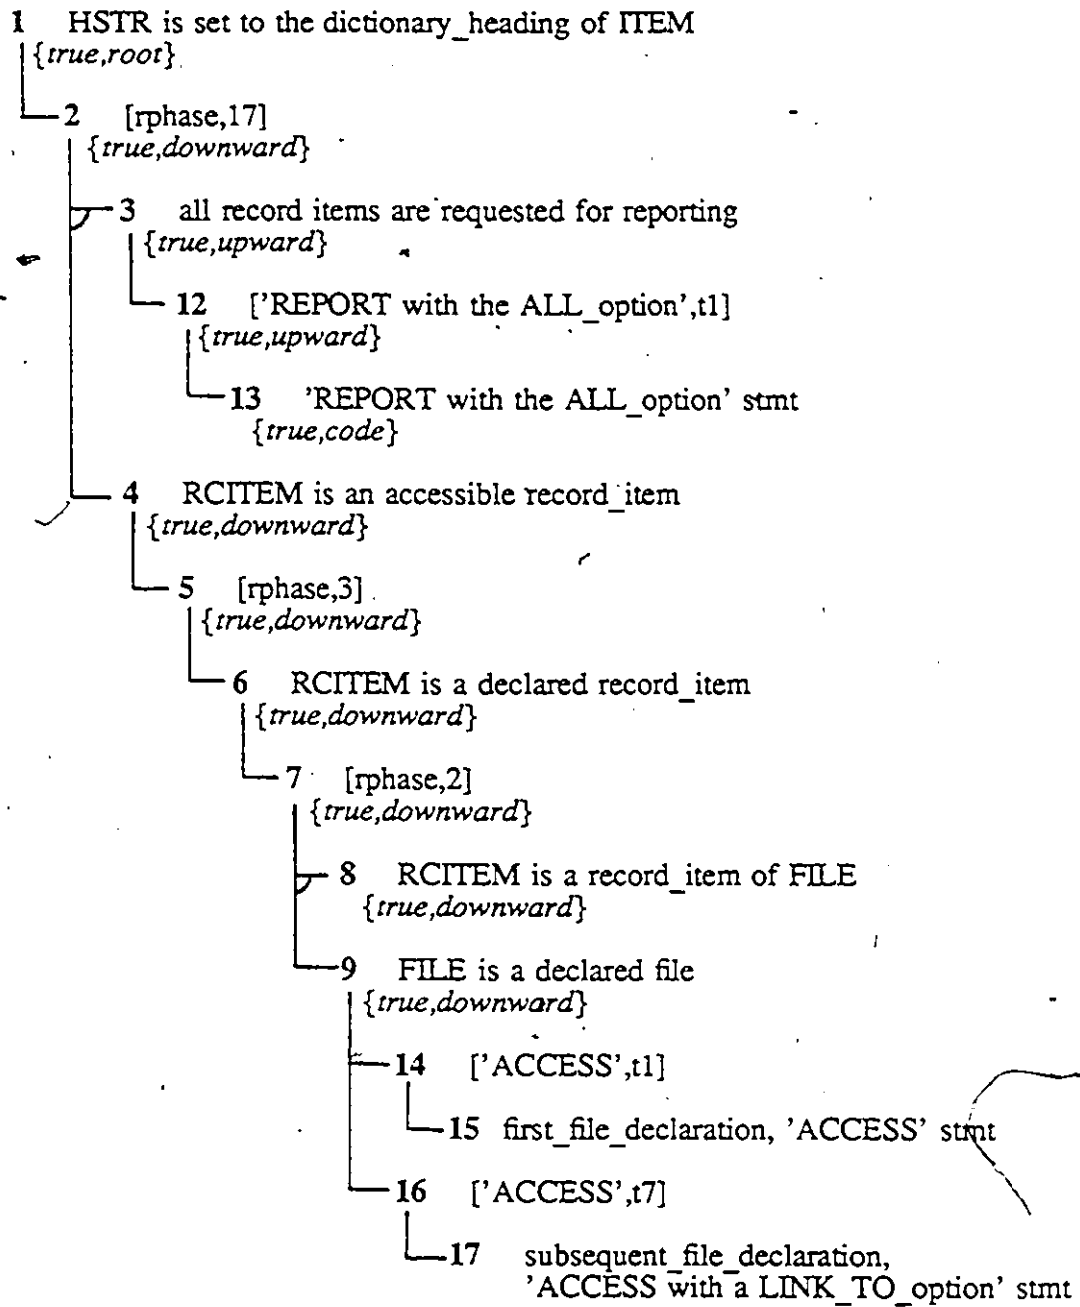 1 HSTR is set to the dictionary_heading of ITEM
{true,root}
2 [rphase,17]
{true,downward}
3 all record items are requested for reporting
{true,upward}
12 ['REPORT with the ALL_option',t1]
{true,upward}
13 'REPORT with the ALL_option' stmt
{true,code}
4 RCITEM is an accessible record_item
{true,downward}
5 [rphase,3]
{true,downward}
6 RCITEM is a declared record_item
{true,downward}
7 [rphase,2]
{true,downward}
8 RCITEM is a record_item of FILE
{true,downward}
9 FILE is a declared file
{true,downward}
14 ['ACCESS',t1]
15 first_file_declaration, 'ACCESS' stmt
16 ['ACCESS',t7]
17 subsequent_file_declaration,
'ACCESS with a LINK_TO_option' stmt